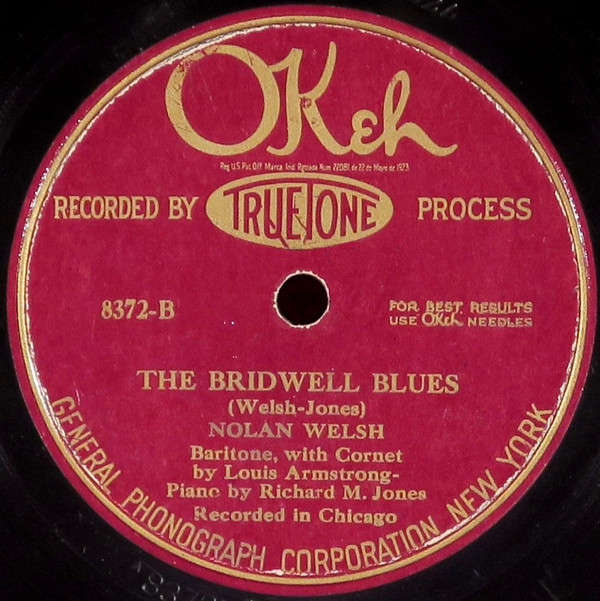 OKeh
Reg U.S. Pat. Off. Marca Ind. Rgtrada Num 22081 de 22 de Mayo de 1923
RECORDED BY TRUETONE PROCESS
8372-B
FOR BEST RESULTS
USE OKeh NEEDLES
THE BRIDWELL BLUES
(Welsh-Jones)
NOLAN WELSH
Baritone, with Cornet
by Louis Armstrong-
Piano by Richard M. Jones
Recorded in Chicago
GENERAL PHONOGRAPH CORPORATION NEW YORK